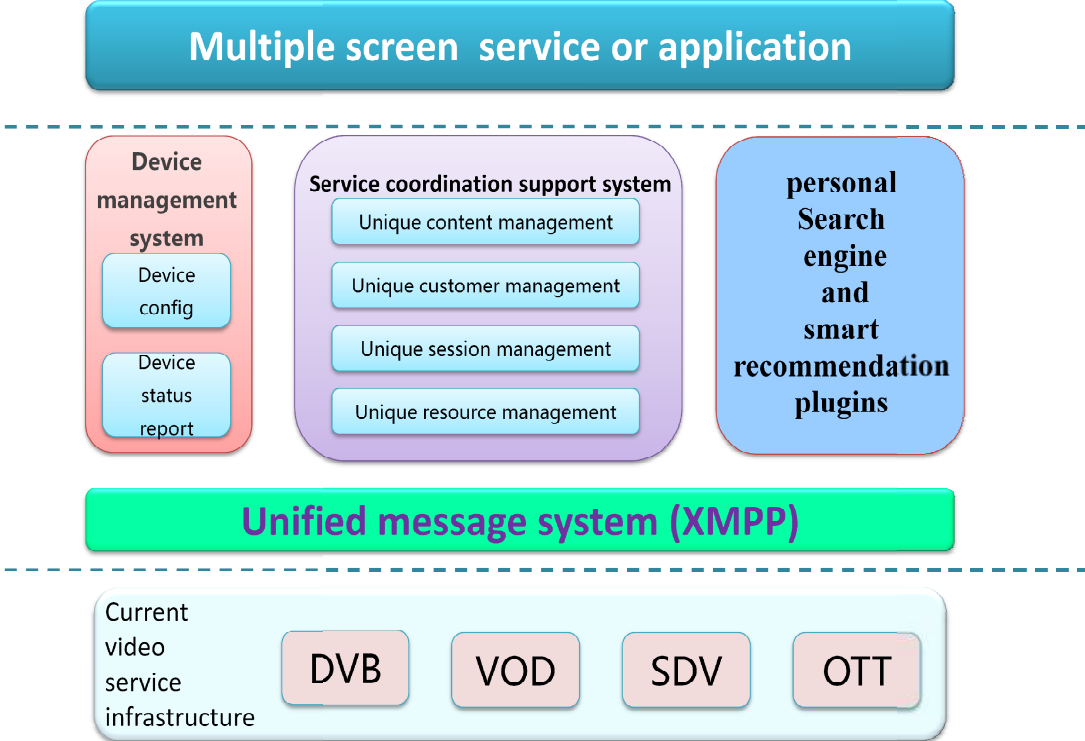 Multiple screen service or application
Device
management
system
Device
config
Device
status
report
Service coordination support system
Unique content management
Unique customer management
Unique session management
Unique resource management
personal
Search
engine
and
smart
recommendation
plugins
Unified message system (XMPP)
Current
video
service
infrastructure
DVB
VOD
SDV
OTT